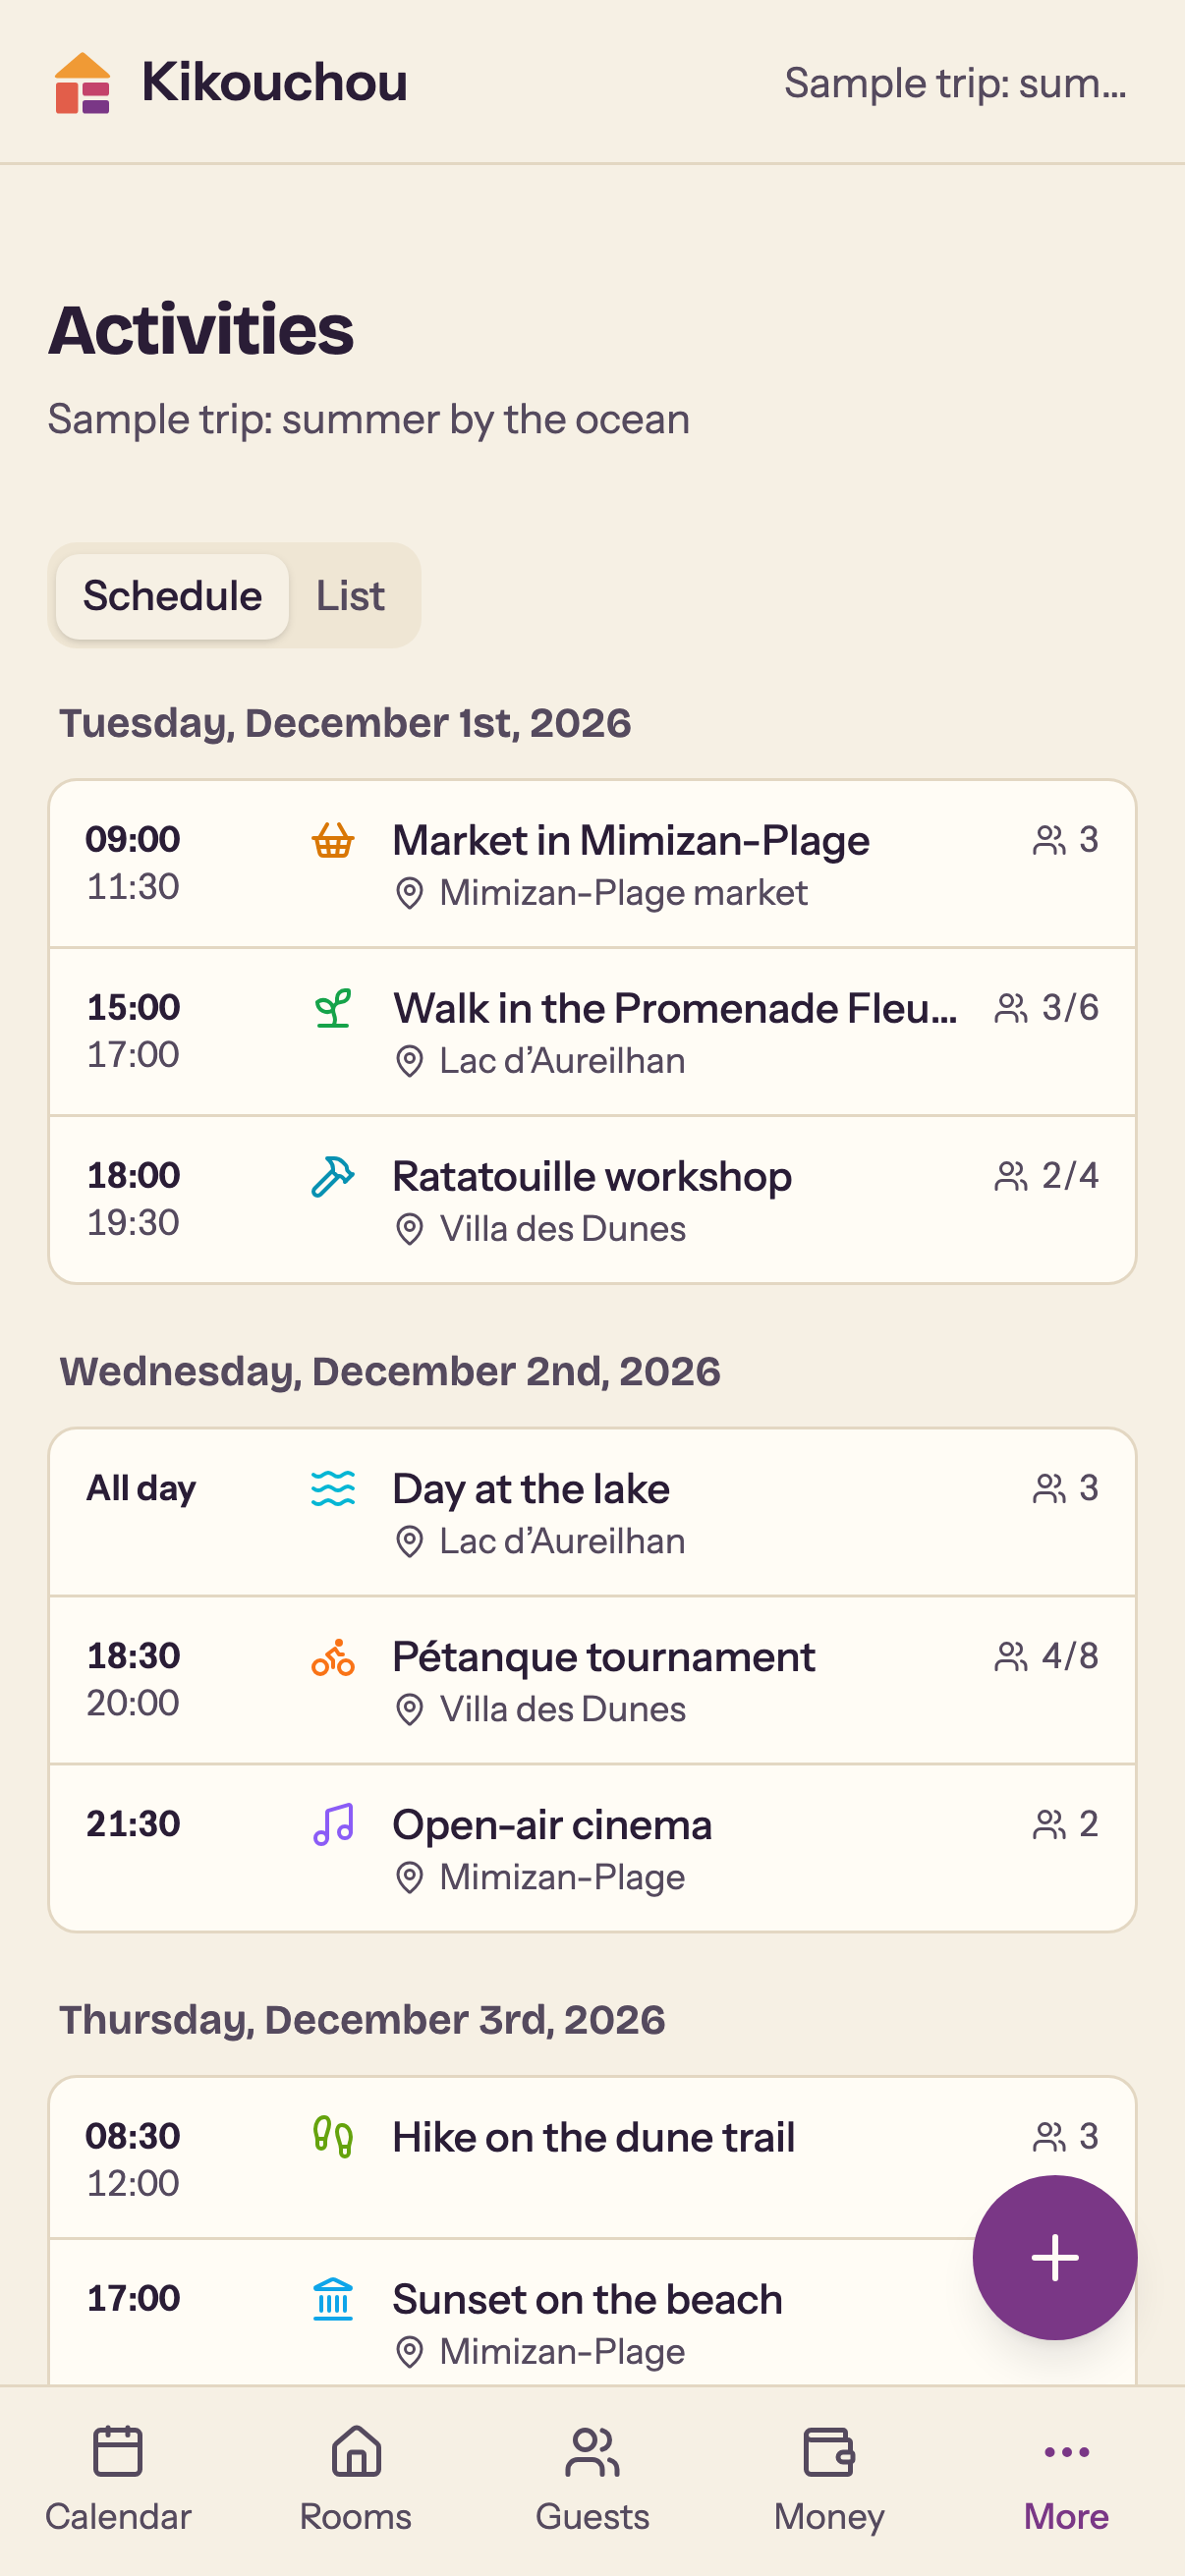 Kikouchou
Sample trip: sum...
Activities
Sample trip: summer by the ocean
Schedule
List
Tuesday, December 1st, 2026
09:00
Market in Mimizan-Plage
3
11:30
Mimizan-Plage market
15:00
Walk in the Promenade Fleu...
3/6
17:00
Lac d’Aureilhan
18:00
Ratatouille workshop
2/4
19:30
Villa des Dunes
Wednesday, December 2nd, 2026
All day
Day at the lake
3
Lac d’Aureilhan
18:30
Pétanque tournament
4/8
20:00
Villa des Dunes
21:30
Open-air cinema
2
Mimizan-Plage
Thursday, December 3rd, 2026
08:30
Hike on the dune trail
3
12:00
17:00
Sunset on the beach
Mimizan-Plage
Calendar
Rooms
Guests
Money
More